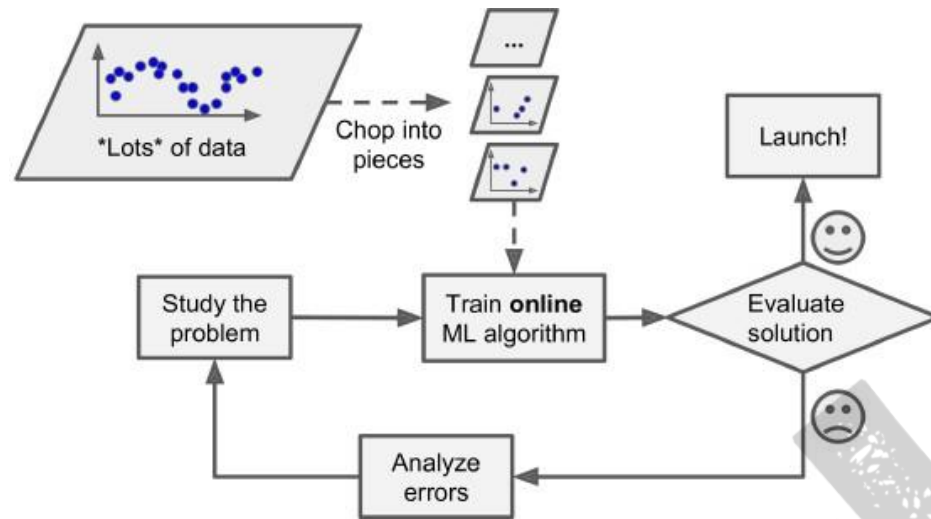 ...
*Lots* of data
Chop into
pieces
Launch!
Study the
problem
Train online
ML algorithm
Evaluate
solution
Analyze
errors